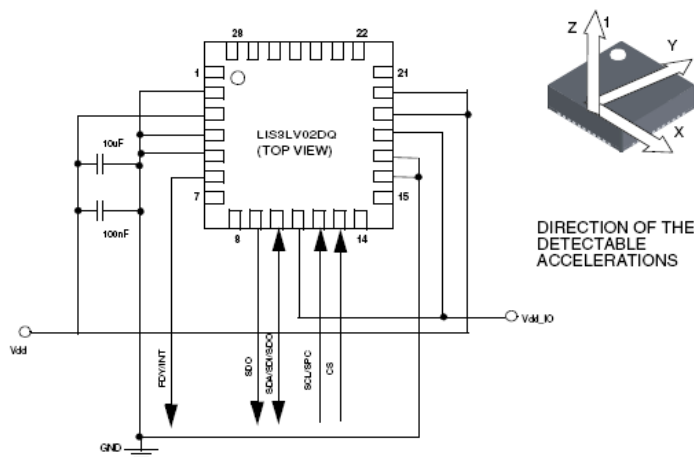 28
22
1
21
LIS3LV02DQ
(TOP VIEW)
10uF
7
15
100nF
8
14
Z
1
Y
X
DIRECTION OF THE
DETECTABLE
ACCELERATIONS
Vdd
Vdd_IO
RDY/INT
SDO
SDA/SDI/SDO
SCL/SPC
CS
GND